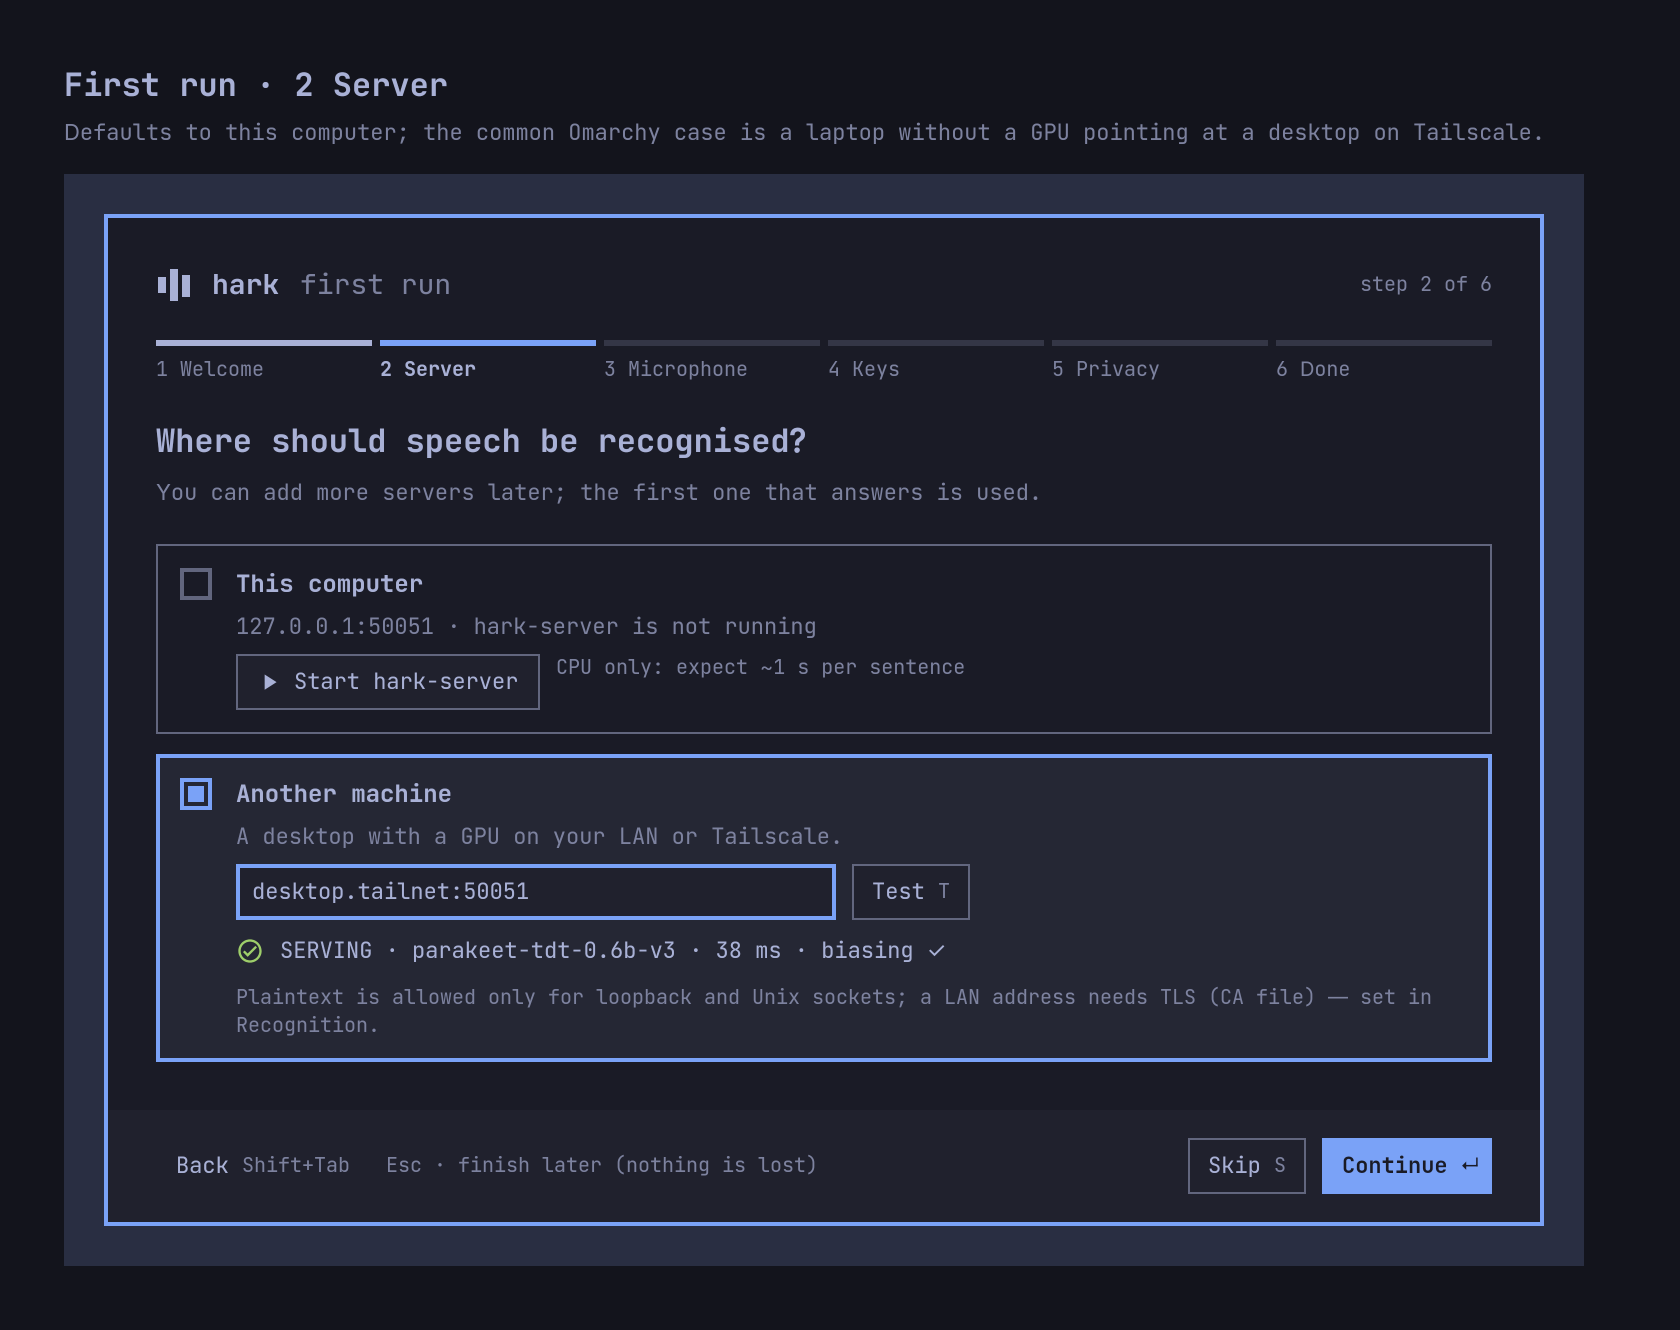 First run · 2 Server
Defaults to this computer; the common Omarchy case is a laptop without a GPU pointing at a desktop on Tailscale.
hark first run
step 2 of 6
1 Welcome
2 Server
3 Microphone
4 Keys
5 Privacy
6 Done
Where should speech be recognised?
You can add more servers later; the first one that answers is used.
This computer
127.0.0.1:50051 · hark-server is not running
▶ Start hark-server
CPU only: expect ~1 s per sentence
Another machine
A desktop with a GPU on your LAN or Tailscale.
desktop.tailnet:50051
Test T
SERVING · parakeet-tdt-0.6b-v3 · 38 ms · biasing ✓
Plaintext is allowed only for loopback and Unix sockets; a LAN address needs TLS (CA file) — set in
Recognition.
Back Shift+Tab
Esc · finish later (nothing is lost)
Skip S
Continue ↵